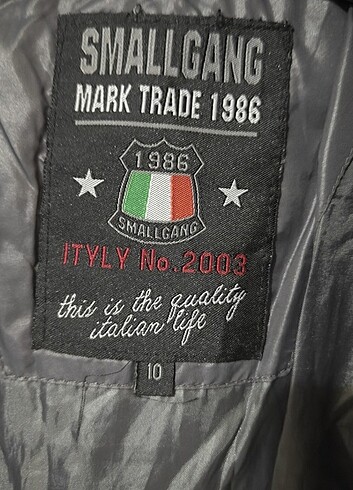 SMALLGANG
MARK TRADE 1986
1986
SMALLGANG
ITYLY No.2003
this is the quality
italian life
10